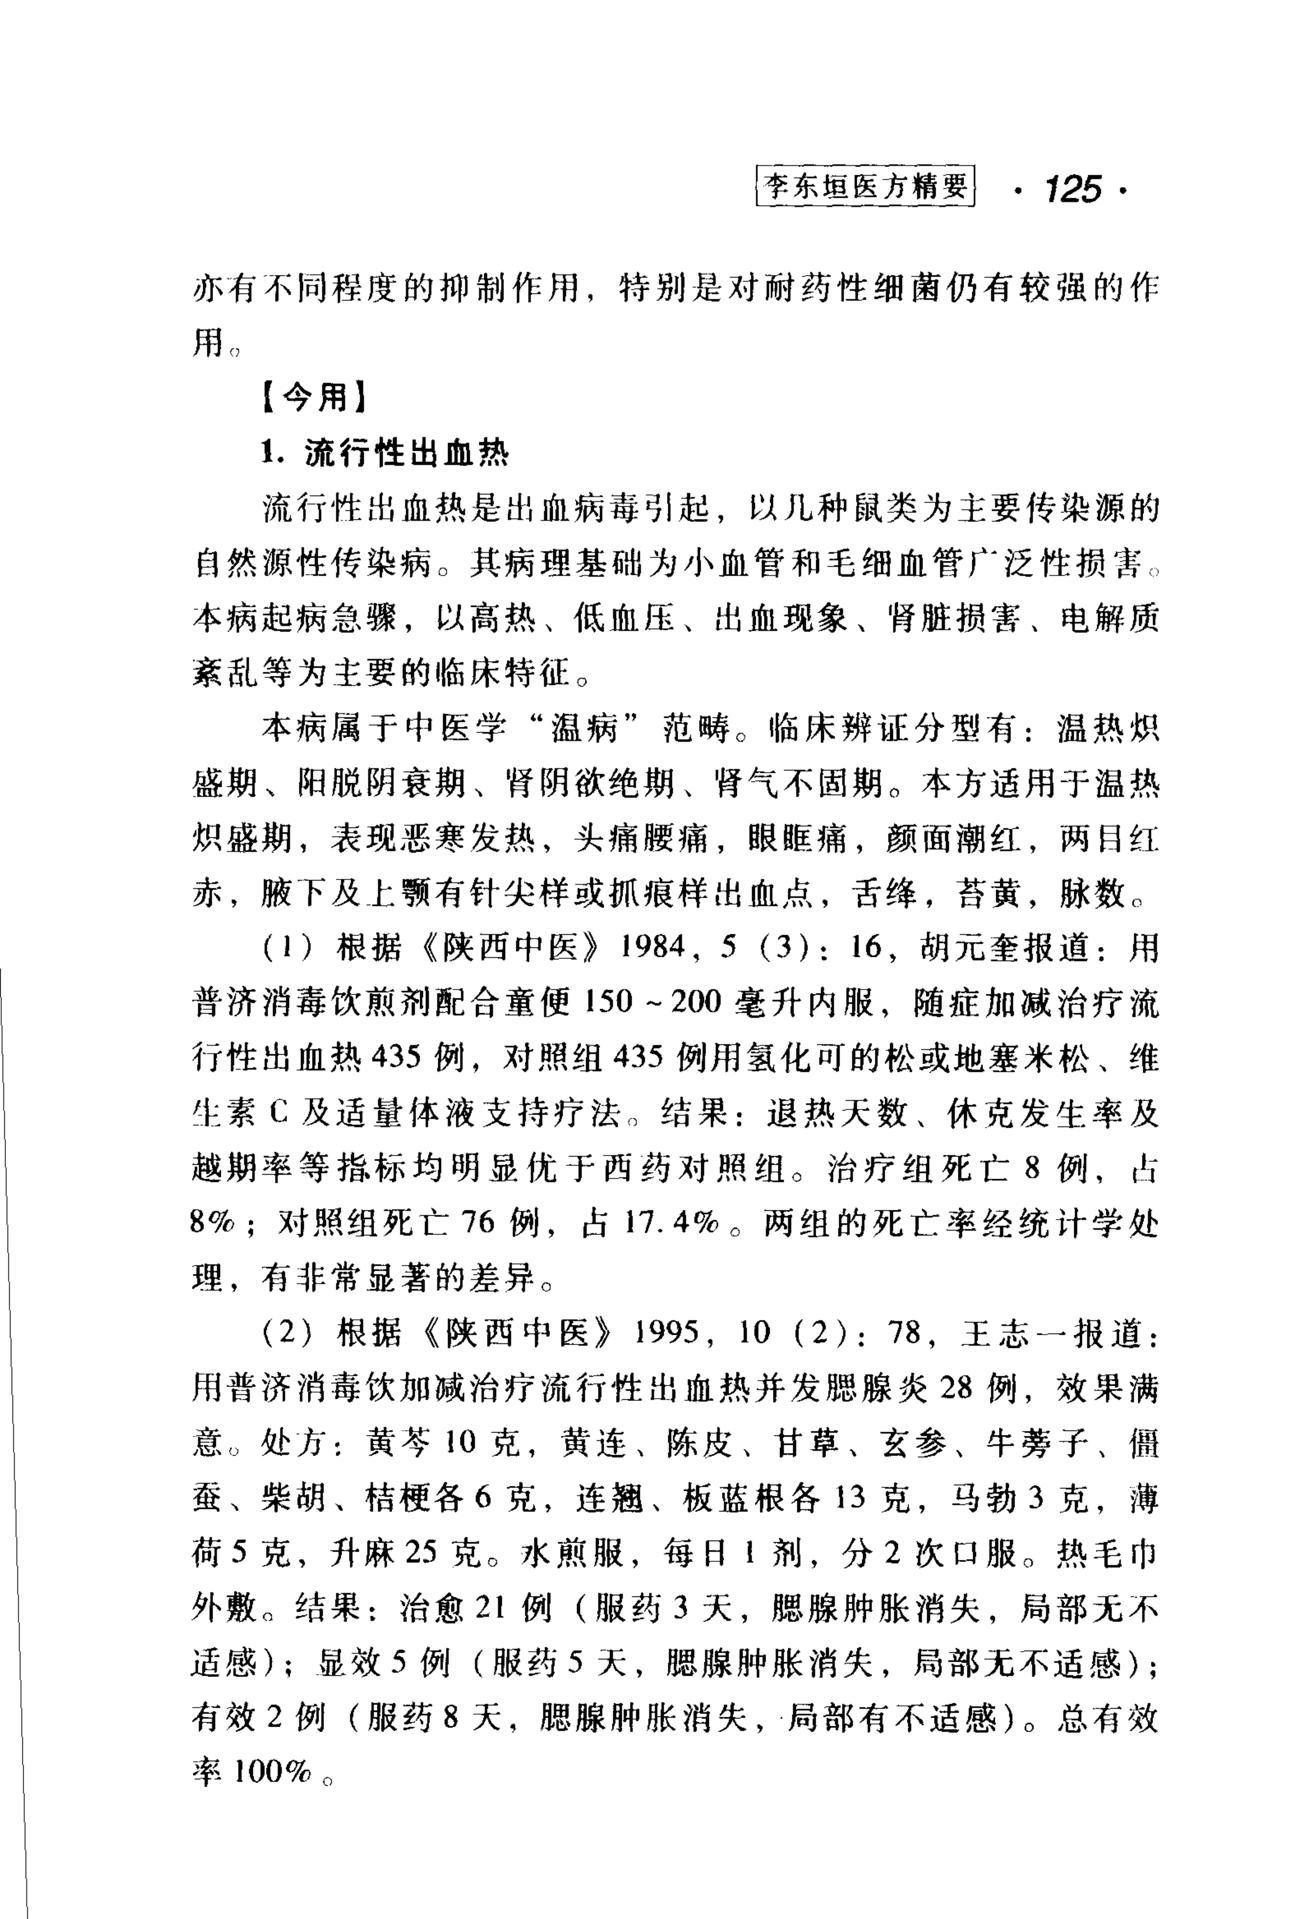 李东垣医方精要 · 125 ·
亦有不同程度的抑制作用，特别是对耐药性细菌仍有较强的作
用。
【今用】
1. 流行性出血热
流行性出血热是出血病毒引起，以几种鼠类为主要传染源的
自然源性传染病。其病理基础为小血管和毛细血管广泛性损害。
本病起病急骤，以高热、低血压、出血现象、肾脏损害、电解质
紊乱等为主要的临床特征。
本病属于中医学“温病”范畴。临床辨证分型有：温热炽
盛期、阳脱阴衰期、肾阴欲绝期、肾气不固期。本方适用于温热
炽盛期，表现恶寒发热，头痛腰痛，眼眶痛，颜面潮红，两目红
赤，腋下及上颚有针尖样或抓痕样出血点，舌绛，苔黄，脉数。
（1）根据《陕西中医》1984，5（3）：16，胡元奎报道：用
普济消毒饮煎剂配合童便 150～200 毫升内服，随症加减治疗流
行性出血热 435 例，对照组 435 例用氢化可的松或地塞米松、维
生素 C 及适量体液支持疗法。结果：退热天数、休克发生率及
越期率等指标均明显优于西药对照组。治疗组死亡 8 例，占
8%；对照组死亡 76 例，占 17.4%。两组的死亡率经统计学处
理，有非常显著的差异。
（2）根据《陕西中医》1995，10（2）：78，王志一报道：
用普济消毒饮加减治疗流行性出血热并发腮腺炎 28 例，效果满
意。处方：黄芩 10 克，黄连、陈皮、甘草、玄参、牛蒡子、僵
蚕、柴胡、桔梗各 6 克，连翘、板蓝根各 13 克，马勃 3 克，薄
荷 5 克，升麻 25 克。水煎服，每日 1 剂，分 2 次口服。热毛巾
外敷。结果：治愈 21 例（服药 3 天，腮腺肿胀消失，局部无不
适感）；显效 5 例（服药 5 天，腮腺肿胀消失，局部无不适感）；
有效 2 例（服药 8 天，腮腺肿胀消失，局部有不适感）。总有效
率 100%。